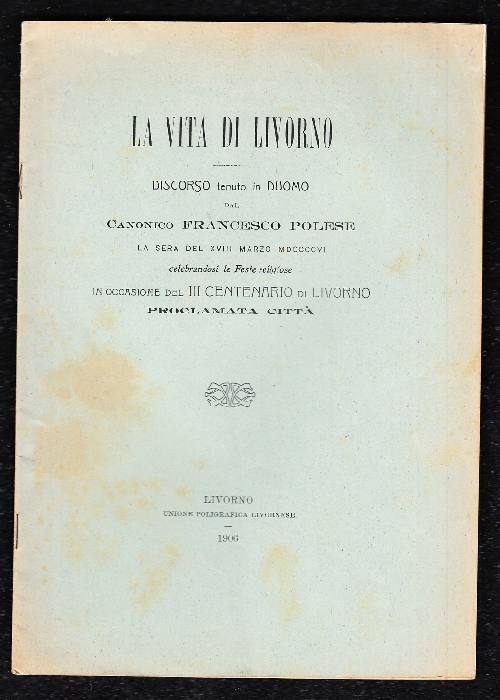 LA VITA DI LIVORNO
DISCORSO tenuto in DUOMO
DAL
CANONICO FRANCESCO POLESE
LA SERA DEL XVIII MARZO MDCCCCVI
celebrandosi le Feste religiose
IN OCCASIONE DEL III CENTENARIO DI LIVORNO
PROCLAMATA CITTÀ
LIVORNO
UNIONE POLIGRAFICA LIVORNESE
1906